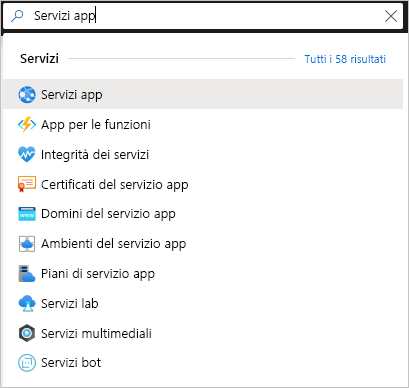 Servizi app
Servizi Tutti i 58 risultati
Servizi app
App per le funzioni
Integrità dei servizi
Certificati del servizio app
Domini del servizio app
Ambienti del servizio app
Piani di servizio app
Servizi lab
Servizi multimediali
Servizi bot